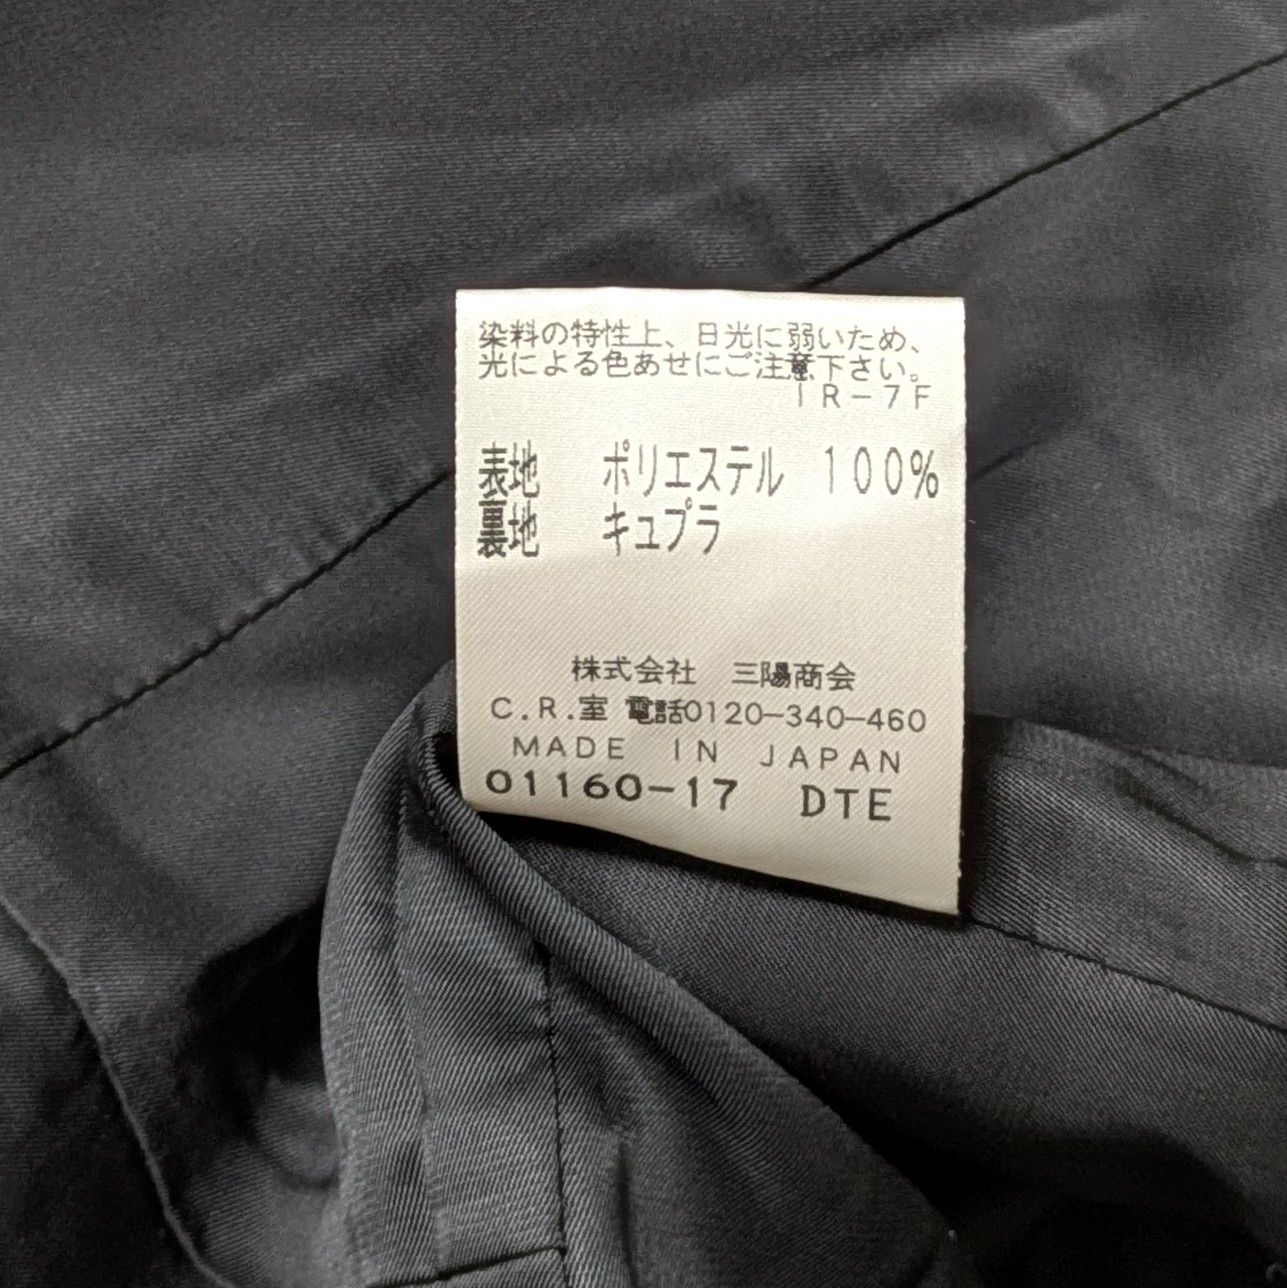 染料の特性上、日光に弱いため、
光による色あせにご注意下さい。
IR-7F
表地 ポリエステル 100%
裏地 キュプラ
株式会社 三陽商会
C.R.室 電話0120-340-460
MADE IN JAPAN
01160-17 DTE